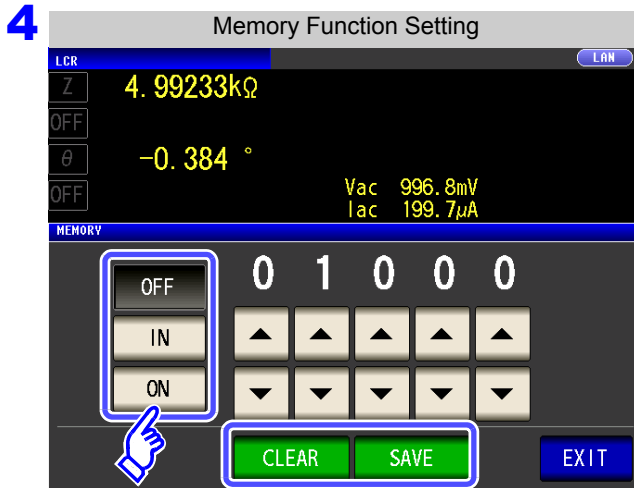 4
Memory Function Setting
LCR
LAN
Z
4.99233kΩ
OFF
θ
-0.384 °
OFF
Vac 996.8mV
Iac 199.7μA
MEMORY
OFF
0 1 0 0 0
IN
ON
CLEAR
SAVE
EXIT